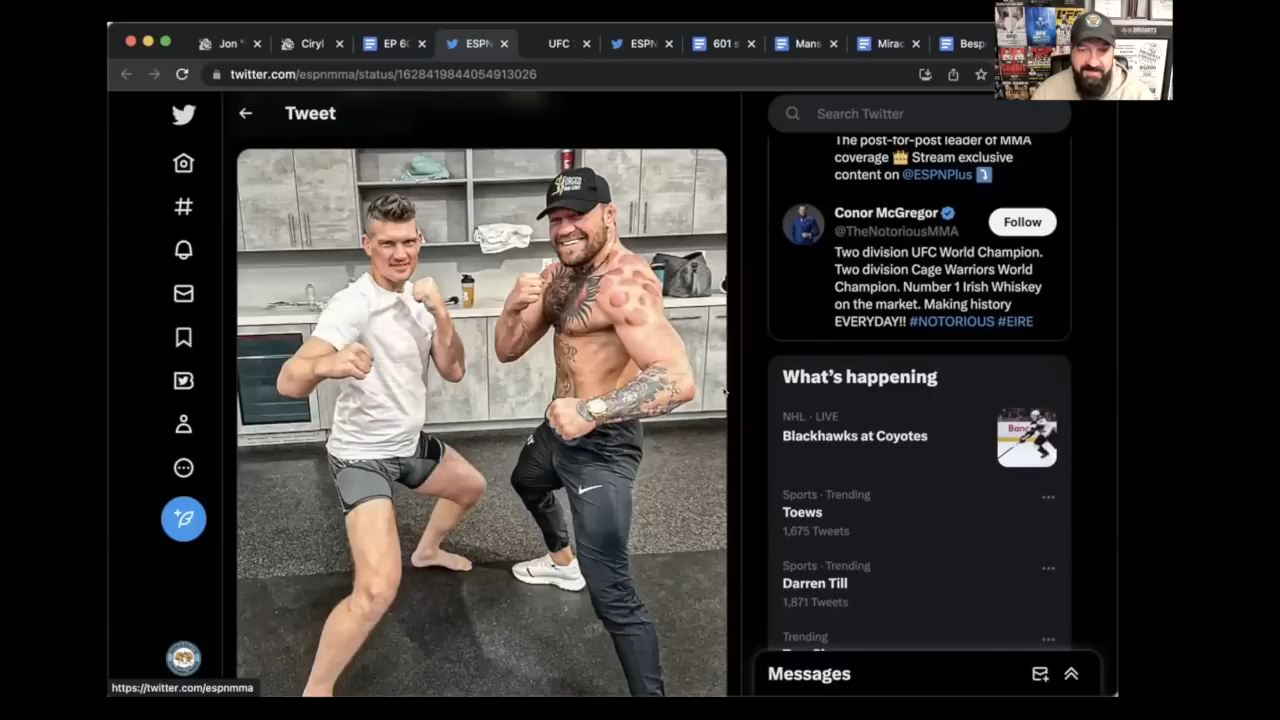 Jon "
Ciryl
EP 60
ESPN
UFC
ESPN
601 s
Mans
Mirac
Besp
twitter.com/espnmma/status/1628419844054913026
Tweet
Search Twitter
The post-for-post leader of MMA
coverage 👑 Stream exclusive
content on @ESPNPlus ⤵️
Conor McGregor
@TheNotoriousMMA
Follow
Two division UFC World Champion.
Two division Cage Warriors World
Champion. Number 1 Irish Whiskey
on the market. Making history
EVERYDAY!! #NOTORIOUS #EIRE
What's happening
NHL · LIVE
Blackhawks at Coyotes
Sports · Trending
Toews
1,675 Tweets
Sports · Trending
Darren Till
1,871 Tweets
Trending
Messages
https://twitter.com/espnmma